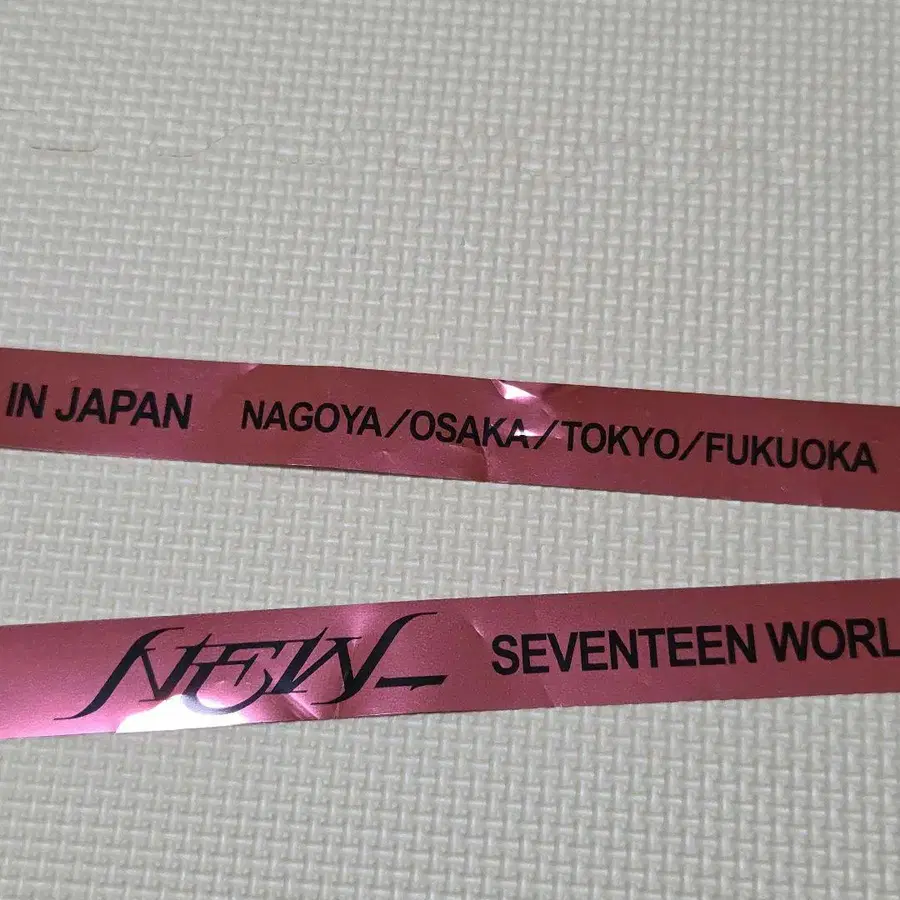 IN JAPAN NAGOYA/OSAKA/TOKYO/FUKUOKA
NEW_ SEVENTEEN WORL